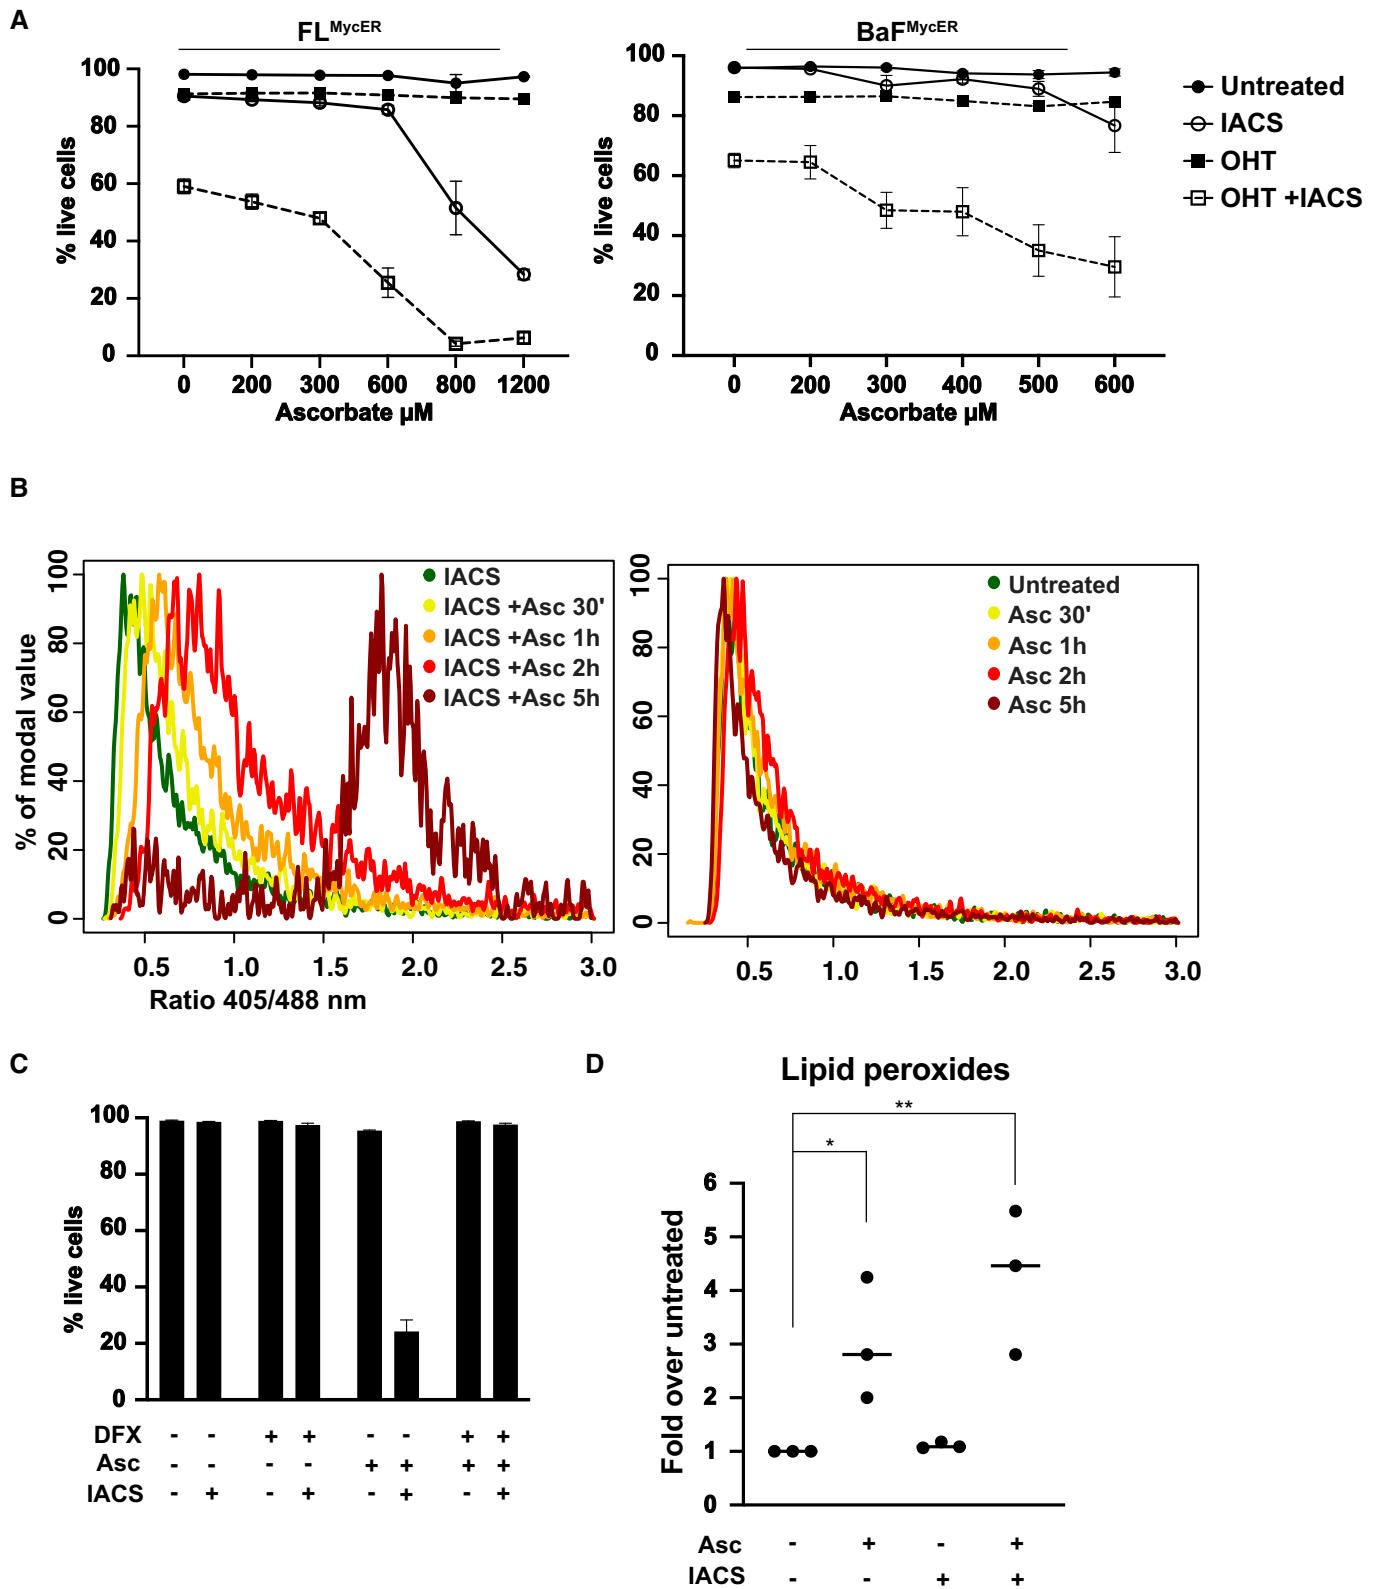 A
FLMycER
% live cells
100
80
60
40
20
0
0 200 300 600 800 1200
Ascorbate µM
BaFMycER
% live cells
100
80
60
40
20
0
0 200 300 400 500 600
Ascorbate µM
Untreated
IACS
OHT
OHT +IACS
B
% of modal value
100
80
60
40
20
0
IACS
IACS +Asc 30'
IACS +Asc 1h
IACS +Asc 2h
IACS +Asc 5h
0.5 1.0 1.5 2.0 2.5 3.0
Ratio 405/488 nm
100
80
60
40
20
0
Untreated
Asc 30'
Asc 1h
Asc 2h
Asc 5h
0.5 1.0 1.5 2.0 2.5 3.0
C
% live cells
100
80
60
40
20
0
DFX - - + + - - + +
Asc - - - - + + + +
IACS - + - + - + - +
D
Lipid peroxides
**
*
Fold over untreated
6
5
4
3
2
1
0
Asc - + - +
IACS - - + +